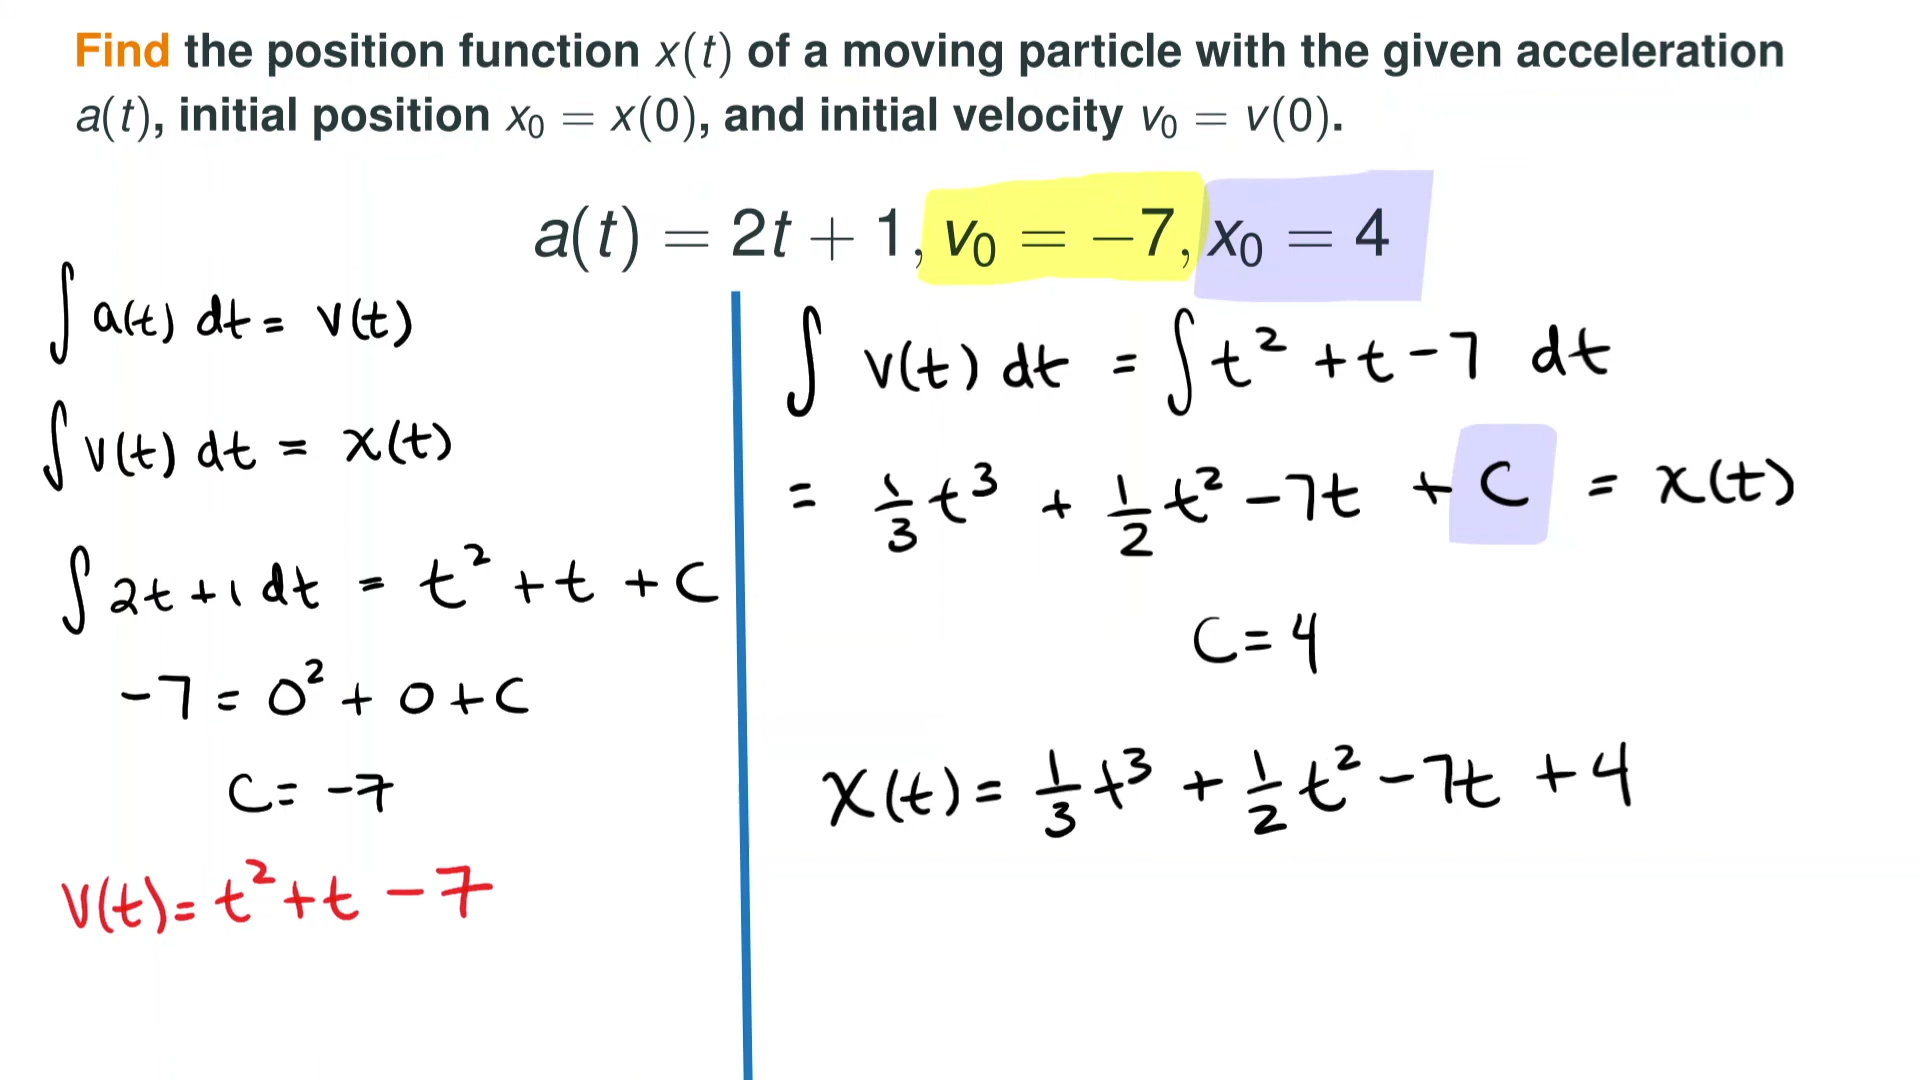 Find the position function x(t) of a moving particle with the given acceleration
a(t), initial position x₀ = x(0), and initial velocity v₀ = v(0).
a(t) = 2t + 1, v₀ = −7, x₀ = 4
∫ a(t) dt = v(t)
∫ v(t) dt = x(t)
∫ 2t + 1 dt = t² + t + C
-7 = 0² + 0 + C
C = -7
v(t) = t² + t - 7
∫ v(t) dt = ∫ t² + t - 7 dt
= 1/3 t³ + 1/2 t² - 7t + C = x(t)
C = 4
x(t) = 1/3 t³ + 1/2 t² - 7t + 4